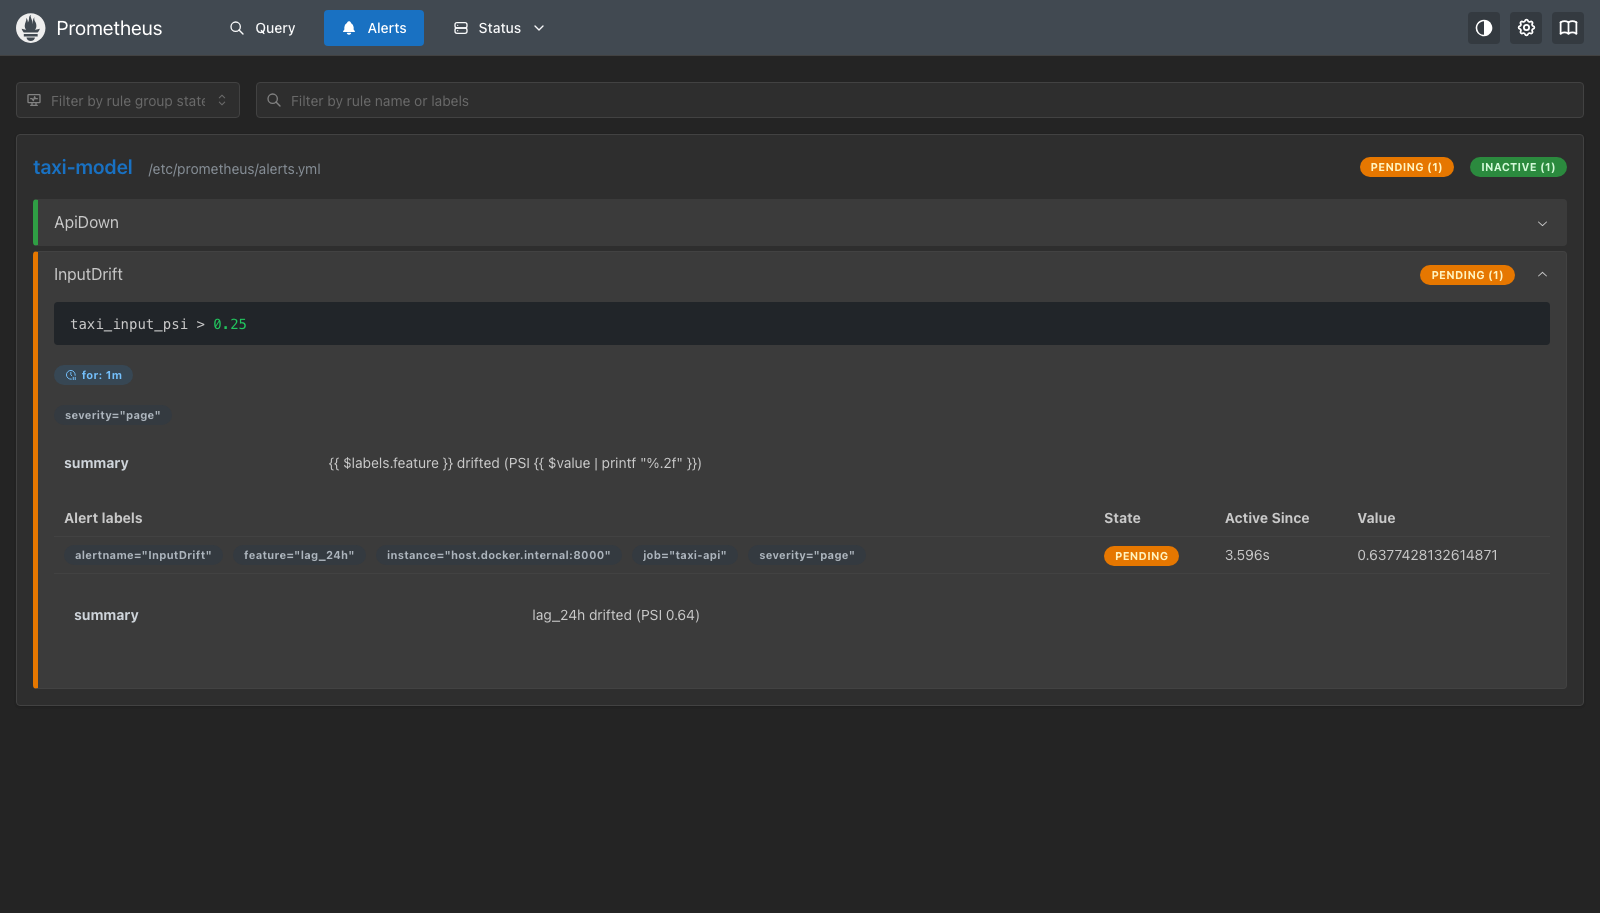 Prometheus Query Alerts Status
Filter by rule group state Filter by rule name or labels
taxi-model /etc/prometheus/alerts.yml PENDING (1) INACTIVE (1)
ApiDown
InputDrift PENDING (1)
taxi_input_psi > 0.25
for: 1m
severity="page"
summary {{ $labels.feature }} drifted (PSI {{ $value | printf "%.2f" }})
Alert labels State Active Since Value
alertname="InputDrift" feature="lag_24h" instance="host.docker.internal:8000" job="taxi-api" severity="page" PENDING 3.596s 0.6377428132614871
summary lag_24h drifted (PSI 0.64)